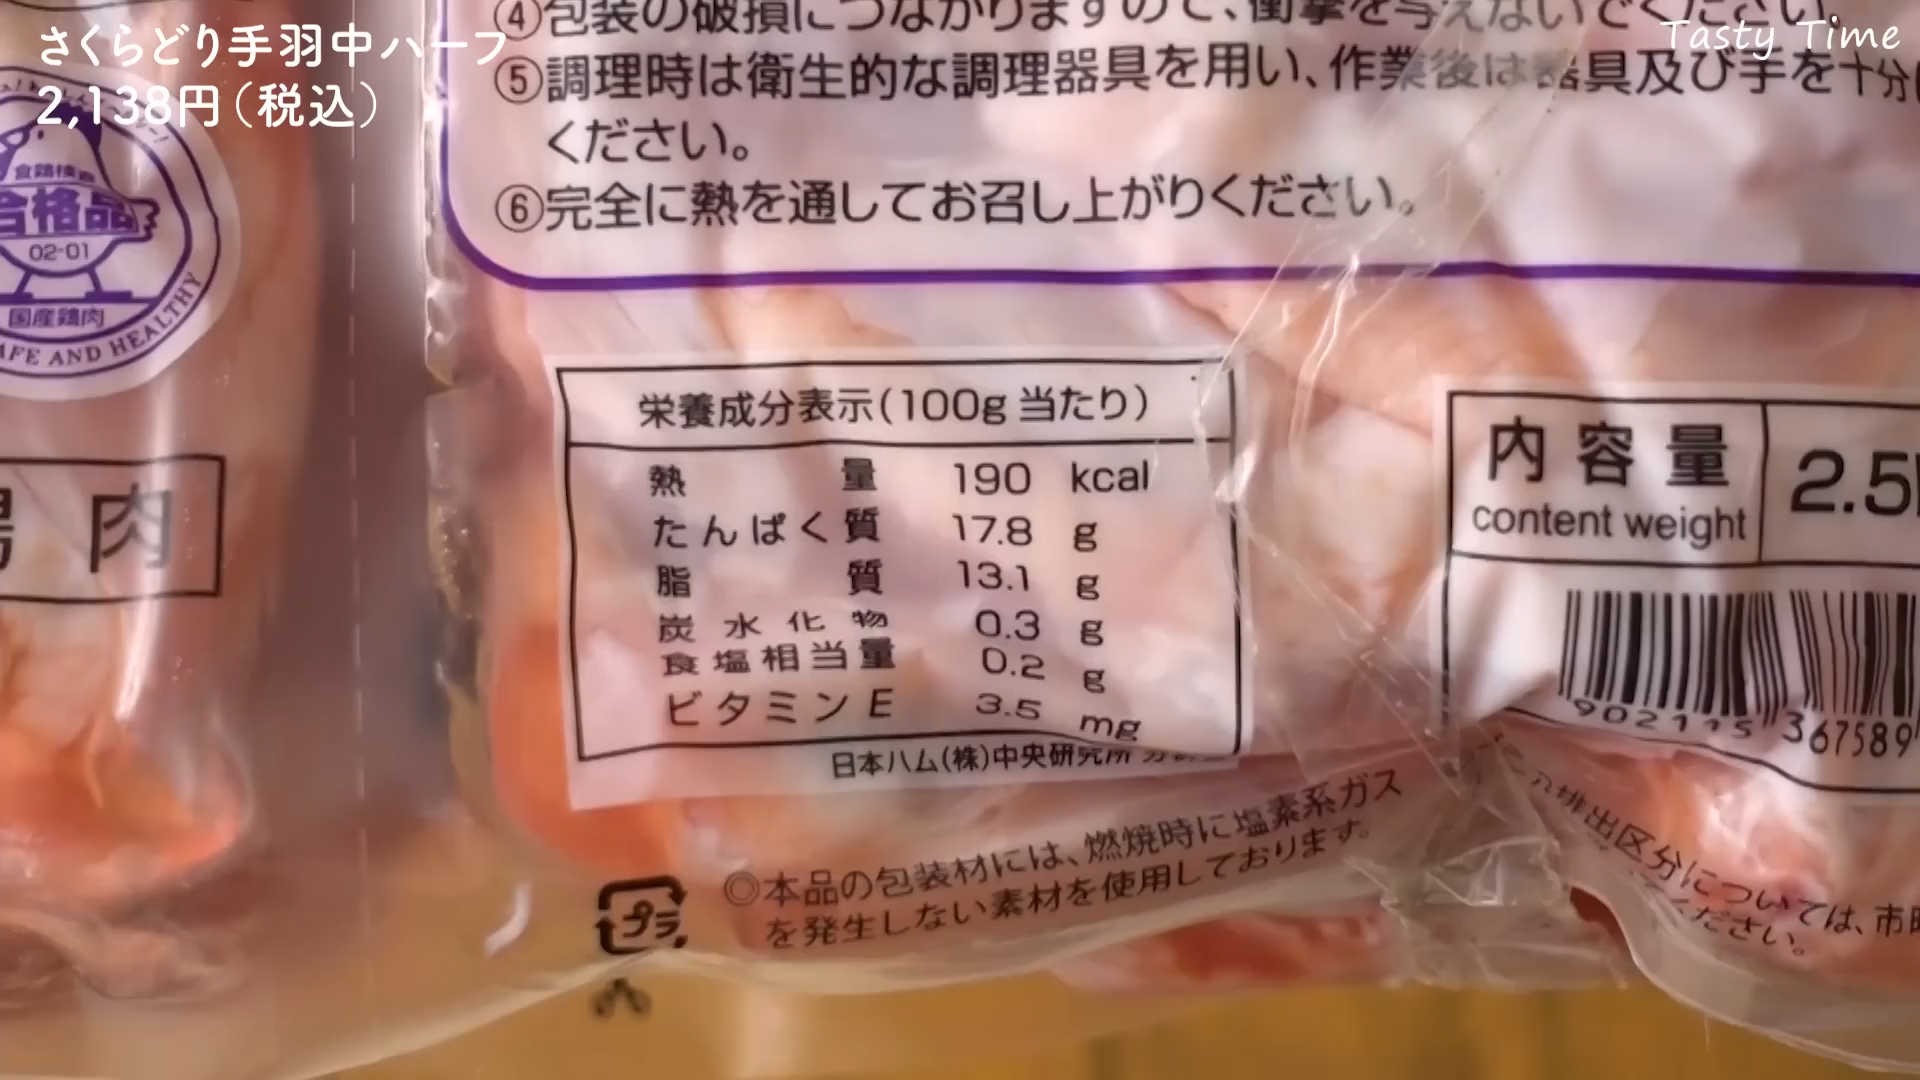 さくらどり手羽中ハーフ
2,138円（税込）
Tasty Time
④包装の破損につながりますので、衝撃を与えないでください。
⑤調理時は衛生的な調理器具を用い、作業後は器具及び手を十分に
ください。
⑥完全に熱を通してお召し上がりください。
食鶏検査
合格品
02-01
国産鶏肉
SAFE AND HEALTHY
肉
栄養成分表示(100g 当たり)
熱量 190 kcal
たんぱく質 17.8 g
脂質 13.1 g
炭水化物 0.3 g
食塩相当量 0.2 g
ビタミンE 3.5 mg
日本ハム(株)中央研究所
内容量 2.5
content weight
902115 367589
プラ
◎本品の包装材には、燃焼時に塩素系ガス
を発生しない素材を使用しております。
排出区分については、市
ください。